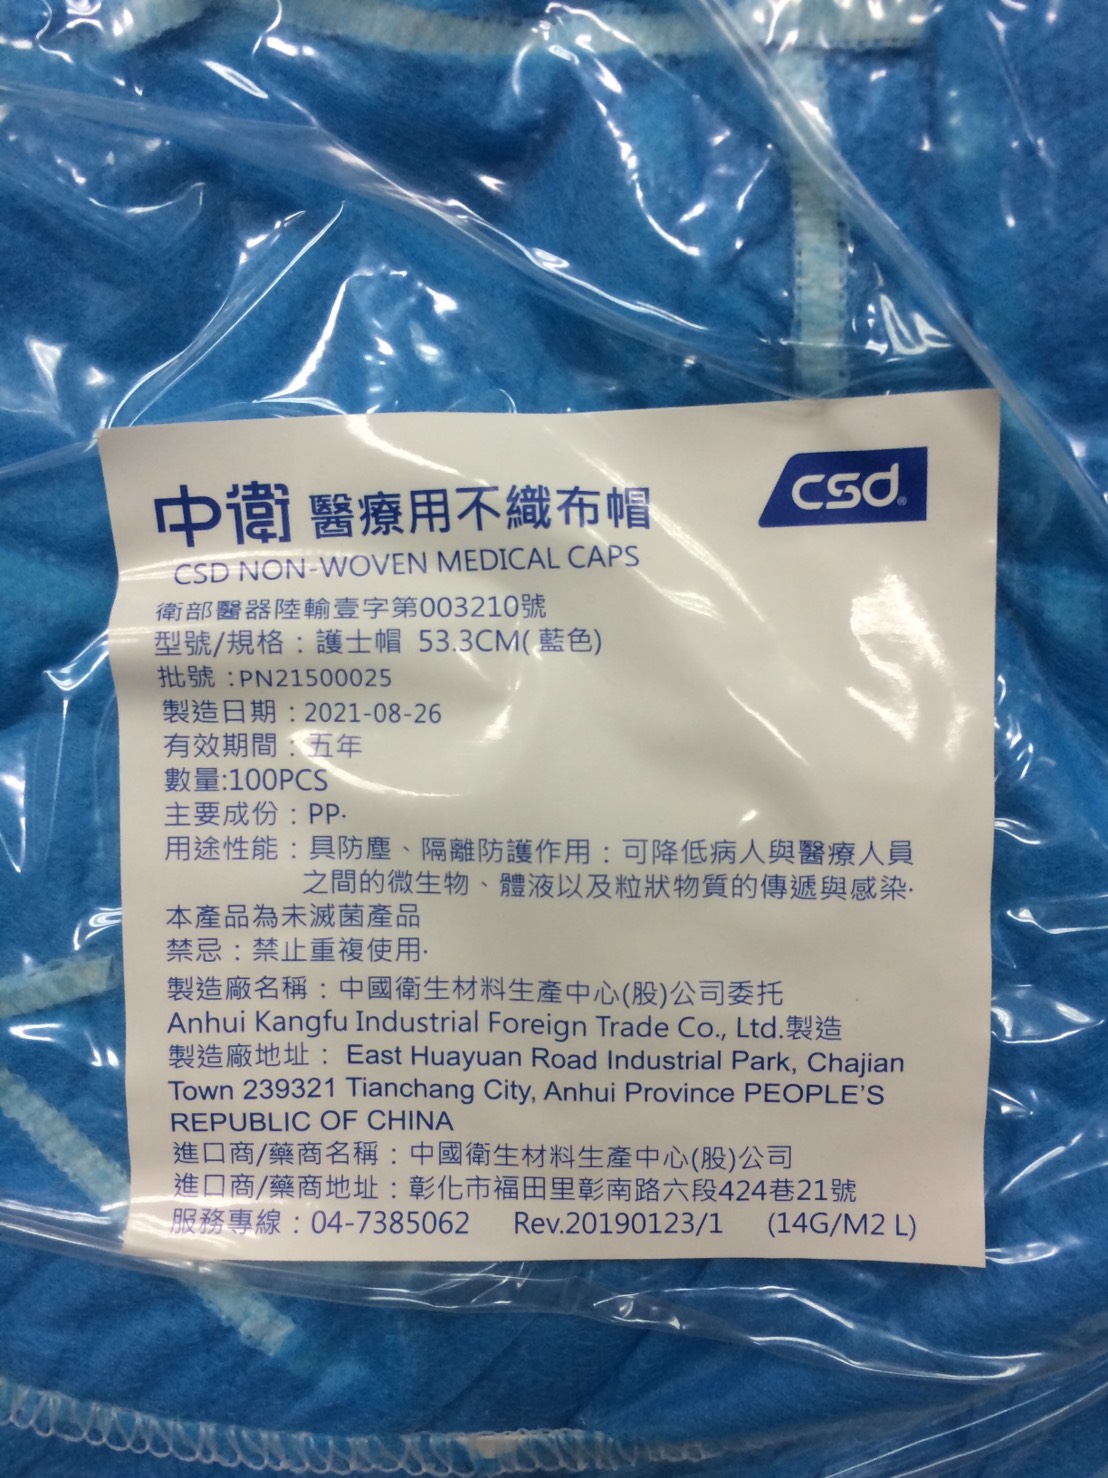 中衛 醫療用不織布帽
csd®
CSD NON-WOVEN MEDICAL CAPS
衛部醫器陸輸壹字第003210號
型號/規格：護士帽 53.3CM(藍色)
批號 :PN21500025
製造日期：2021-08-26
有效期間：五年
數量:100PCS
主要成份：PP.
用途性能：具防塵、隔離防護作用：可降低病人與醫療人員
之間的微生物、體液以及粒狀物質的傳遞與感染.
本產品為未滅菌產品
禁忌：禁止重複使用.
製造廠名稱：中國衛生材料生產中心(股)公司委托
Anhui Kangfu Industrial Foreign Trade Co., Ltd.製造
製造廠地址： East Huayuan Road Industrial Park, Chajian
Town 239321 Tianchang City, Anhui Province PEOPLE'S
REPUBLIC OF CHINA
進口商/藥商名稱：中國衛生材料生產中心(股)公司
進口商/藥商地址：彰化市福田里彰南路六段424巷21號
服務專線：04-7385062 Rev.20190123/1 (14G/M2 L)